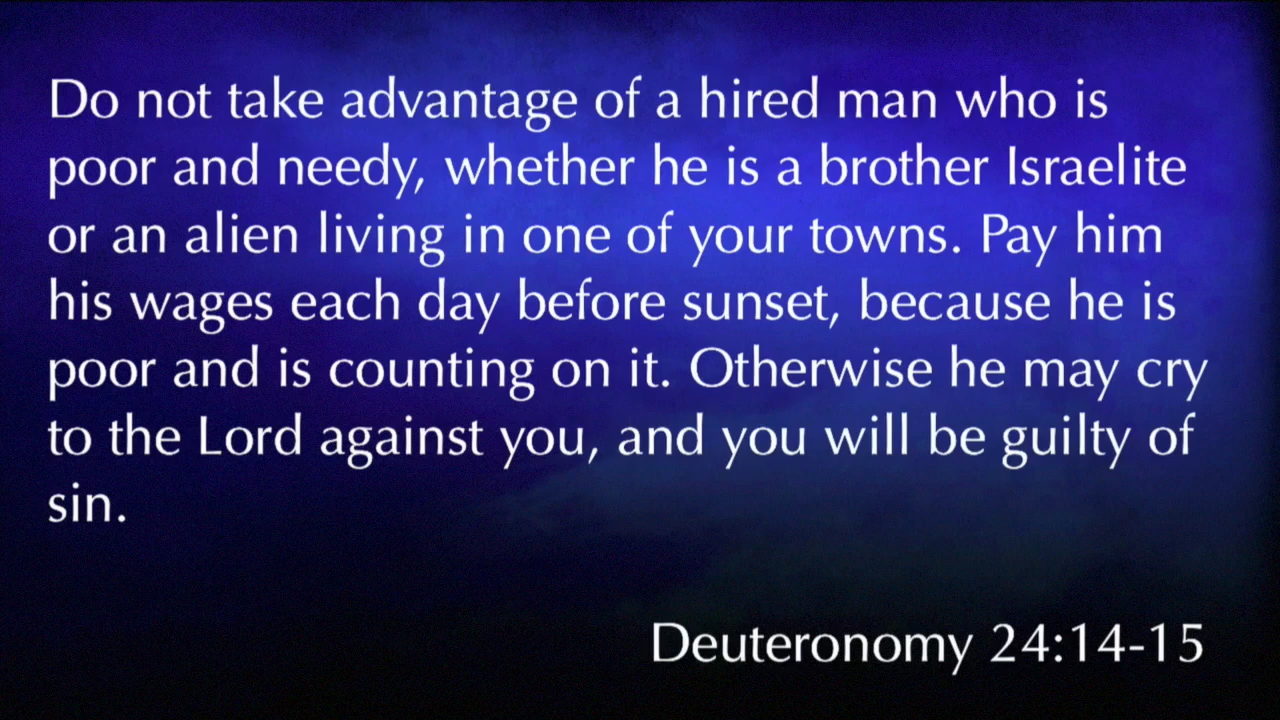 Do not take advantage of a hired man who is
poor and needy, whether he is a brother Israelite
or an alien living in one of your towns. Pay him
his wages each day before sunset, because he is
poor and is counting on it. Otherwise he may cry
to the Lord against you, and you will be guilty of
sin.
Deuteronomy 24:14-15